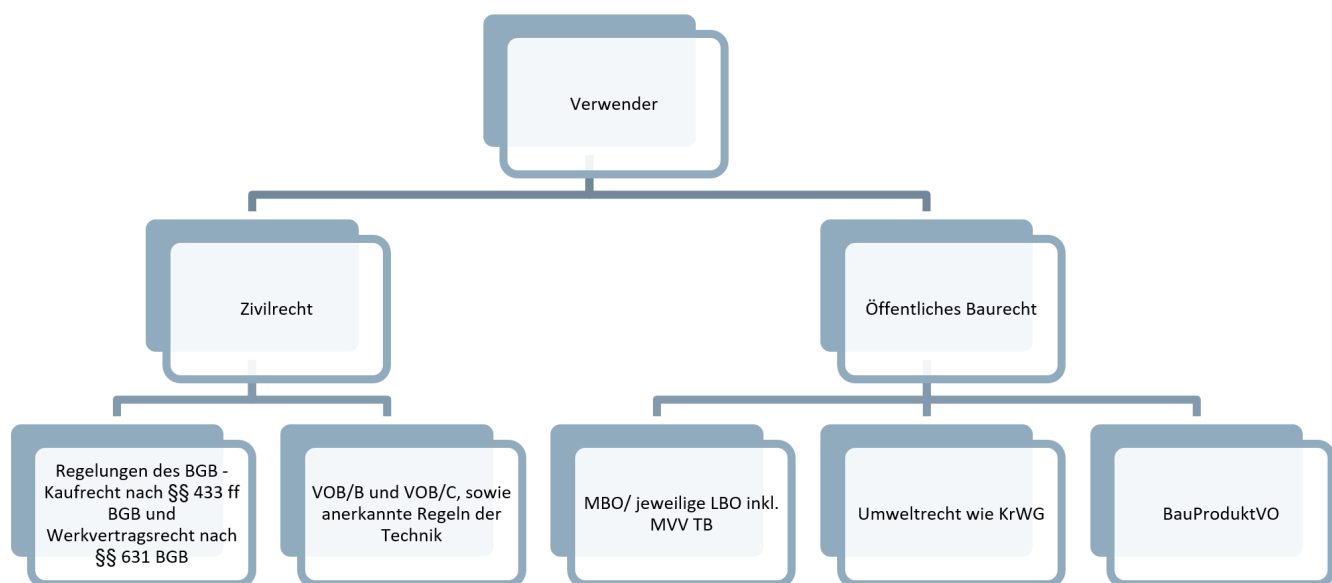 Verwender
Zivilrecht
Öffentliches Baurecht
Regelungen des BGB -
Kaufrecht nach §§ 433 ff
BGB und
Werkvertragsrecht nach
§§ 631 BGB
VOB/B und VOB/C, sowie
anerkannte Regeln der
Technik
MBO/ jeweilige LBO inkl.
MVV TB
Umweltrecht wie KrWG
BauProduktVO